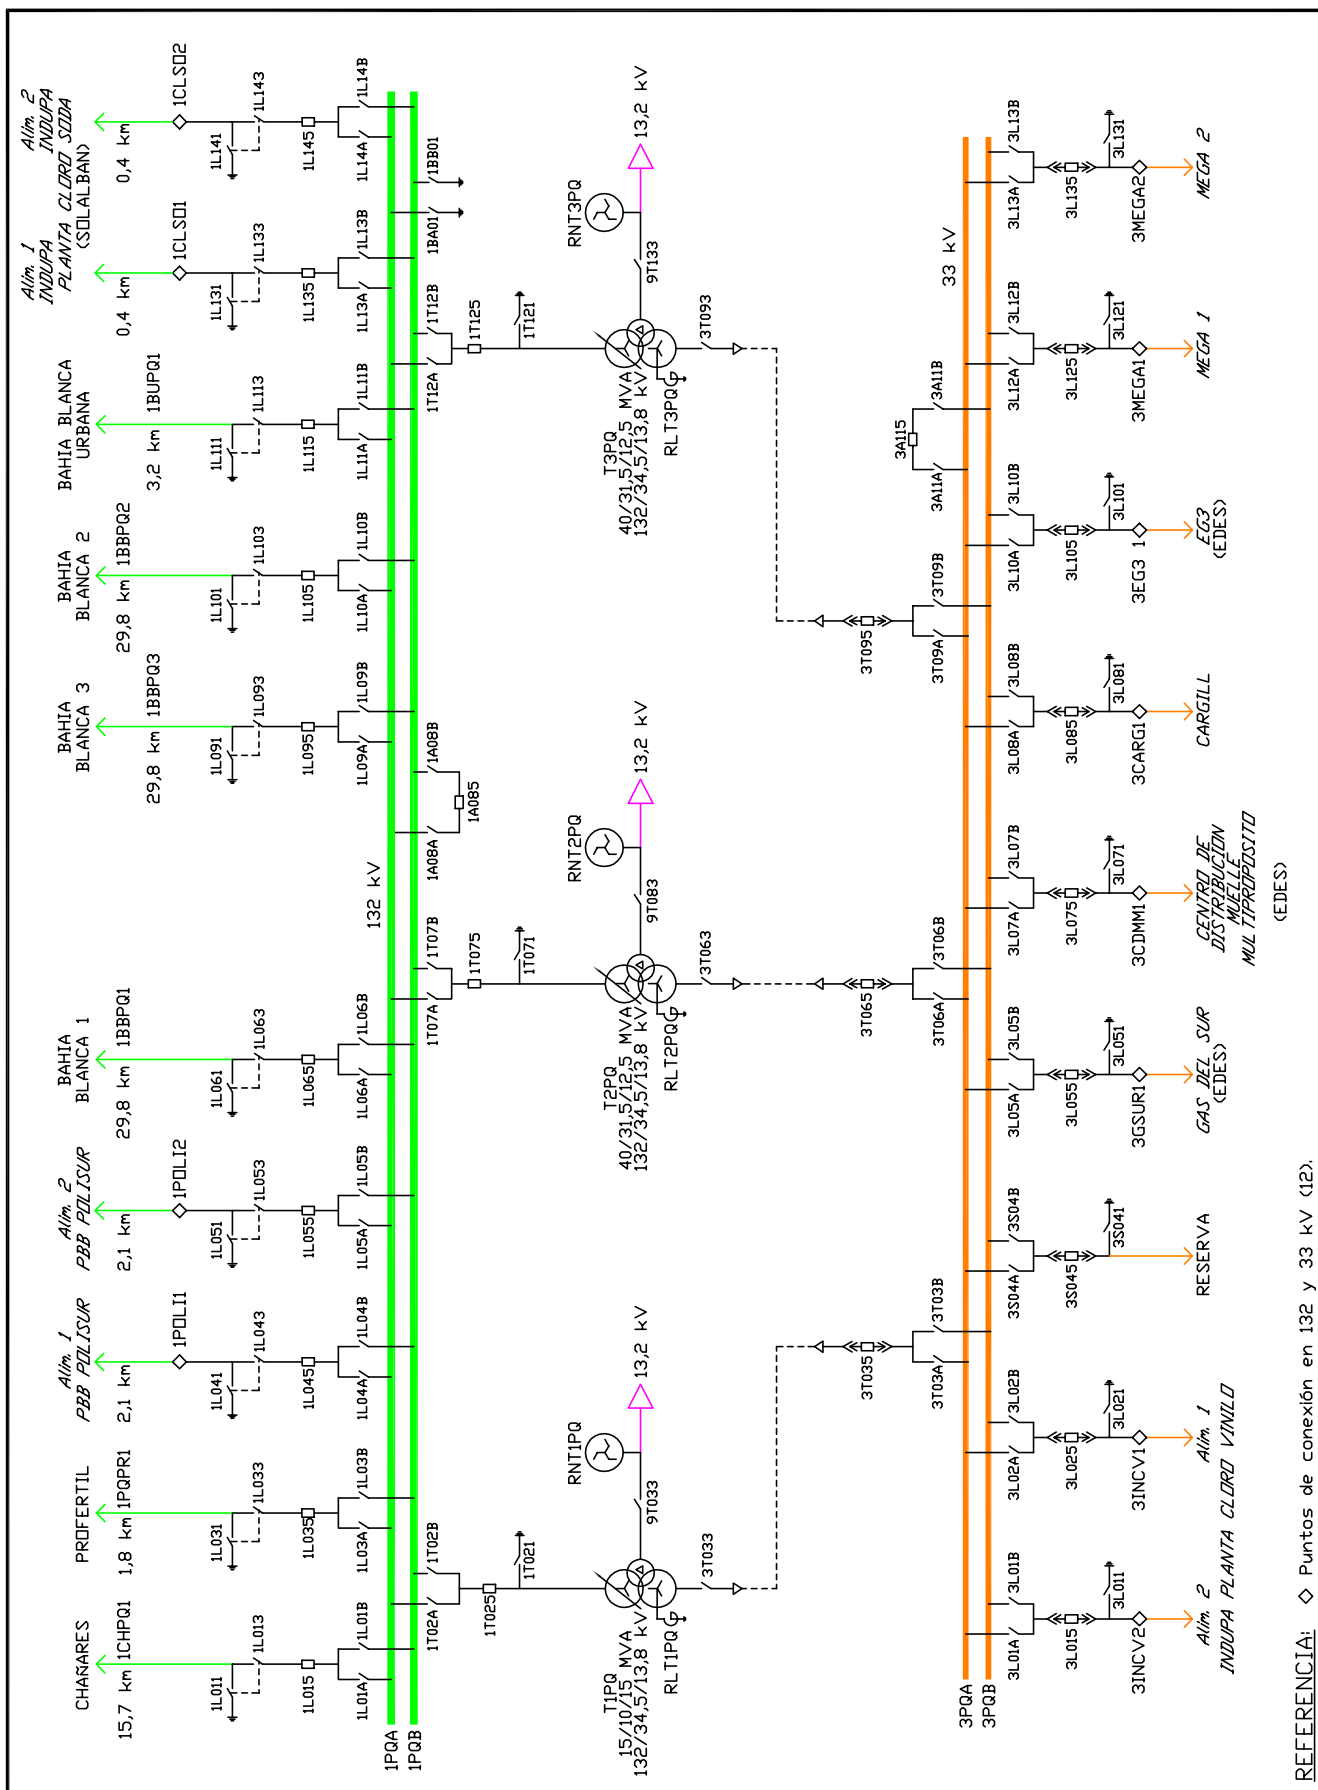 CHAÑARES
15,7 km 1CHPQ1
1L011
1L013
1L015
1L01A
1L01B
PROFERTIL
1,8 km 1PQPR1
1L031
1L033
1L035
1L03A
1L03B
Alim. 1
PBB POLISUR
2,1 km
1POLI1
1L041
1L043
1L045
1L04A
1L04B
Alim. 2
PBB POLISUR
2,1 km
1POLI2
1L051
1L053
1L055
1L05A
1L05B
BAHIA
BLANCA 1
29,8 km 1BBPQ1
1L061
1L063
1L065
1L06A
1L06B
BAHIA
BLANCA 3
29,8 km 1BBPQ3
1L091
1L093
1L095
1L09A
1L09B
BAHIA
BLANCA 2
29,8 km 1BBPQ2
1L101
1L103
1L105
1L10A
1L10B
BAHIA BLANCA
URBANA
3,2 km 1BUPQ1
1L111
1L113
1L115
1L11A
1L11B
Alim. 1
INDUPA
Alim. 2
INDUPA
PLANTA CLORO SODA
(SOLALBAN)
0,4 km
1CLSO1
1L131
1L133
1L135
1L13A
1L13B
0,4 km
1CLSO2
1L141
1L143
1L145
1L14A
1L14B
132 kV
1PQA
1PQB
1T02A
1T02B
1T025
1T021
1T07A
1T07B
1T075
1T071
1A08A
1A08B
1A085
1T12A
1T12B
1T125
1T121
1BA01
1BB01
T1PQ
15/10/15 MVA
132/34,5/13,8 kV
RLT1PQ
RNT1PQ
9T033
13,2 kV
3T033
T2PQ
40/31,5/12,5 MVA
132/34,5/13,8 kV
RLT2PQ
RNT2PQ
9T083
13,2 kV
3T063
T3PQ
40/31,5/12,5 MVA
132/34,5/13,8 kV
RLT3PQ
RNT3PQ
9T133
13,2 kV
3T093
3T035
3T03A
3T03B
3T065
3T06A
3T06B
3T095
3T09A
3T09B
3A115
3A11A
3A11B
33 kV
3PQA
3PQB
3L01A
3L01B
3L015
3L011
3INCV2
Alim. 2
3L02A
3L02B
3L025
3L021
3INCV1
Alim. 1
INDUPA PLANTA CLORO VINILO
3S04A
3S04B
3S045
3S041
RESERVA
3L05A
3L05B
3L055
3L051
3GSUR1
GAS DEL SUR
(EDES)
3L07A
3L07B
3L075
3L071
3CDMM1
CENTRO DE
DISTRIBUCION
MUELLE
MULTIPROPOSITO
(EDES)
3L08A
3L08B
3L085
3L081
3CARG1
CARGILL
3L10A
3L10B
3L105
3L101
3EG3 1
EG3
(EDES)
3L12A
3L12B
3L125
3L121
3MEGA1
MEGA 1
3L13A
3L13B
3L135
3L131
3MEGA2
MEGA 2
REFERENCIA: ◇ Puntos de conexión en 132 y 33 kV (12).